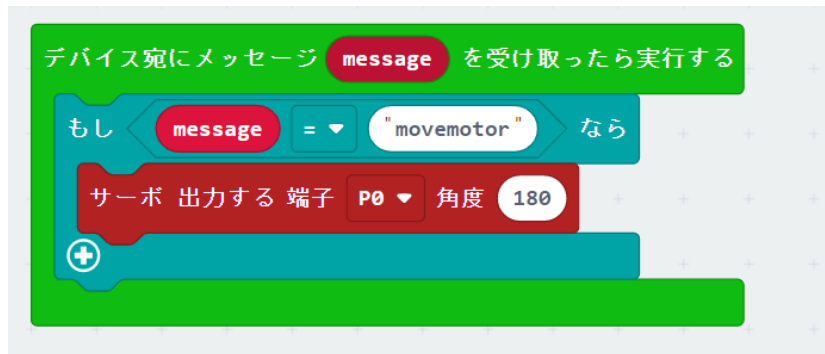 デバイス宛にメッセージ message を受け取ったら実行する
もし message = "movemotor" なら
サーボ 出力する 端子 P0 角度 180